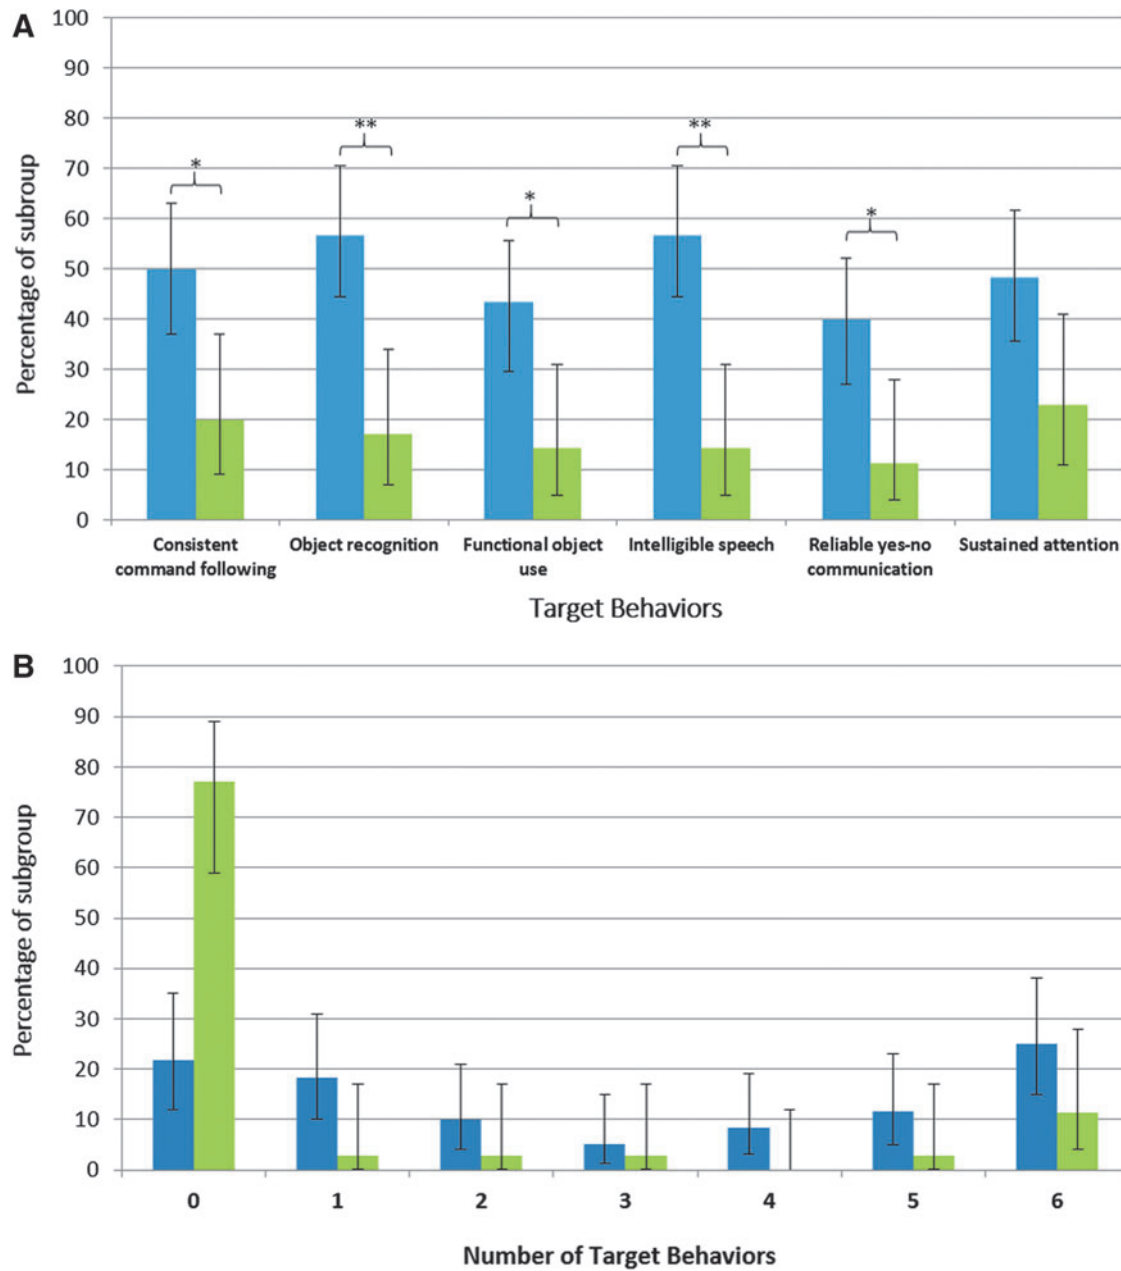 A
Percentage of subroup
100
90
80
70
60
50
40
30
20
10
0
*
**
*
**
*
Consistent
command following
Object recognition
Functional object
use
Intelligible speech
Reliable yes-no
communication
Sustained attention
Target Behaviors
B
Percentage of subgroup
100
90
80
70
60
50
40
30
20
10
0
0 1 2 3 4 5 6
Number of Target Behaviors